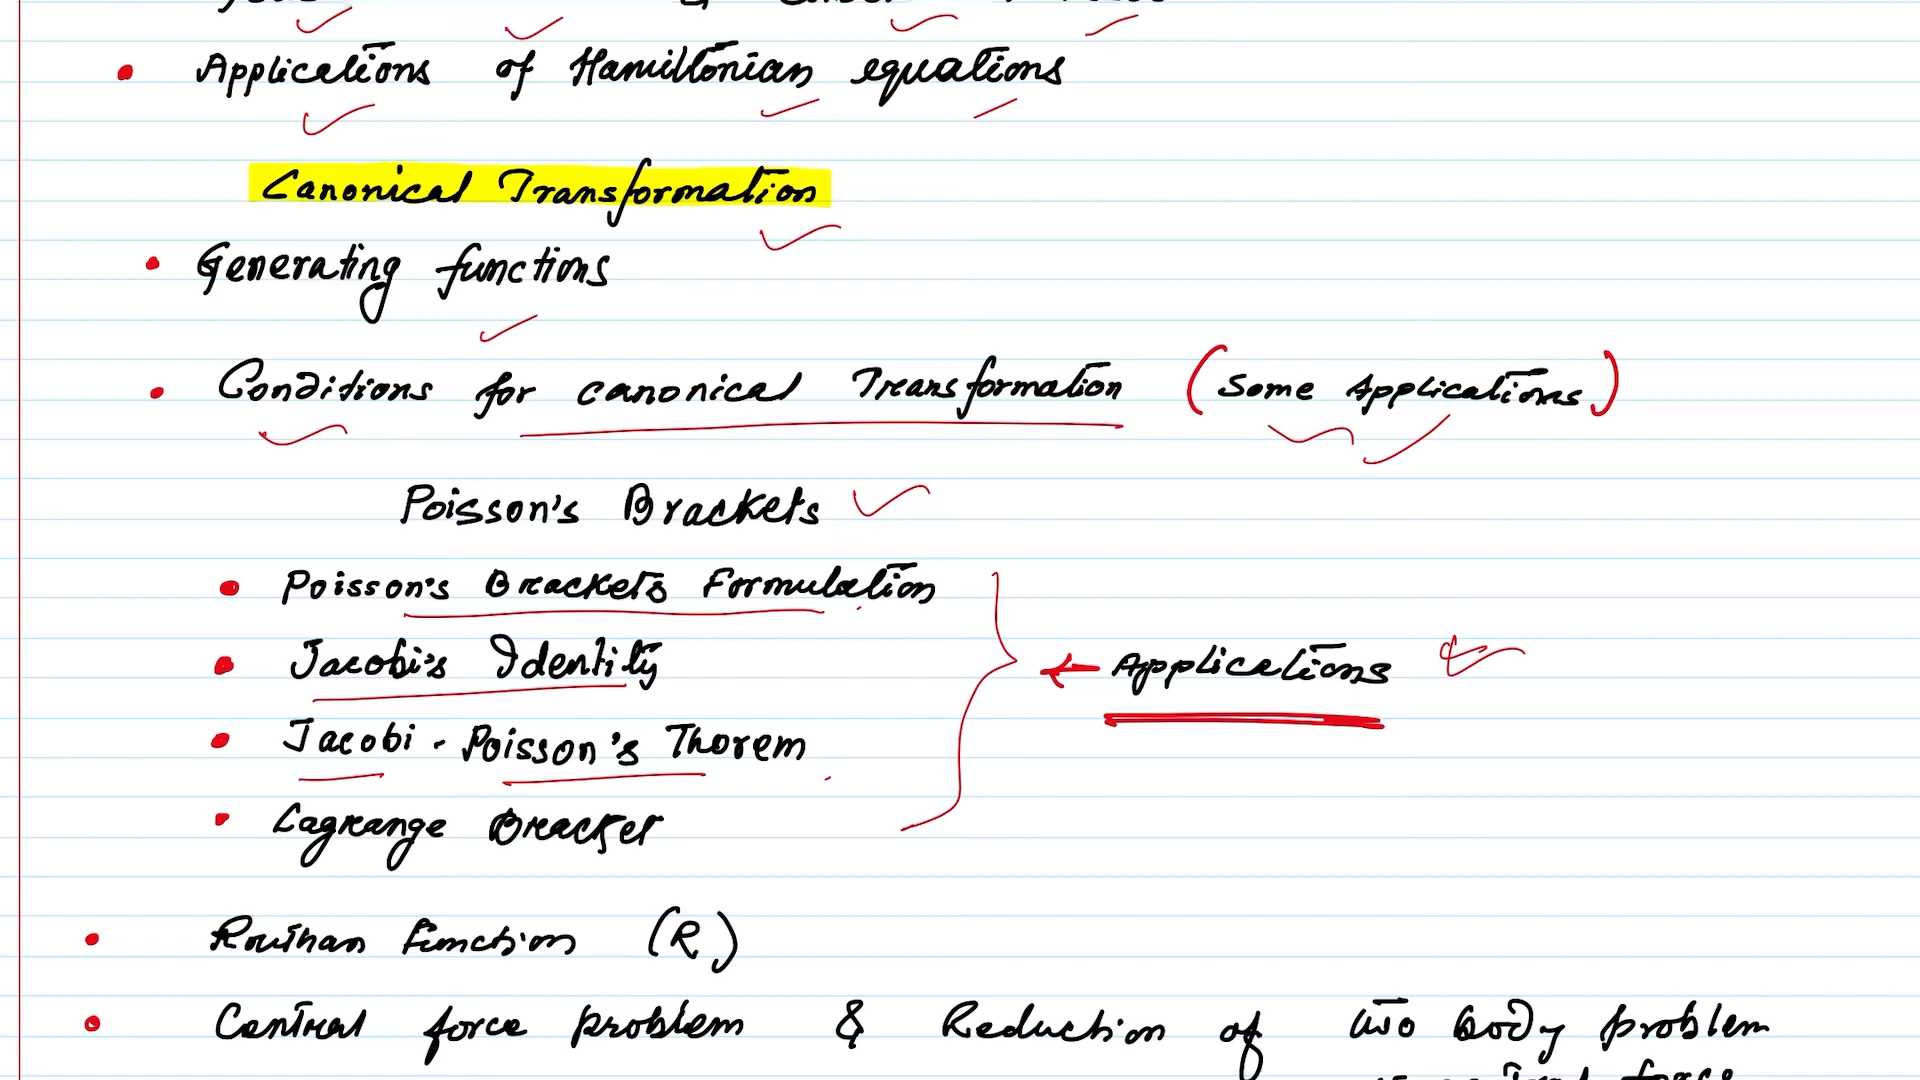 &
• Applications of Hamiltonian equations
Canonical Transformation
• Generating functions
• Conditions for canonical Transformation (Some Applications)
Poisson's Brackets
• Poisson's Brackets Formulation
• Jacobi's Identity
← Applications
• Jacobi - Poisson's Thorem
• Lagrange Bracket
• Routhan function (R)
• Central force problem & Reduction of two body problem
force